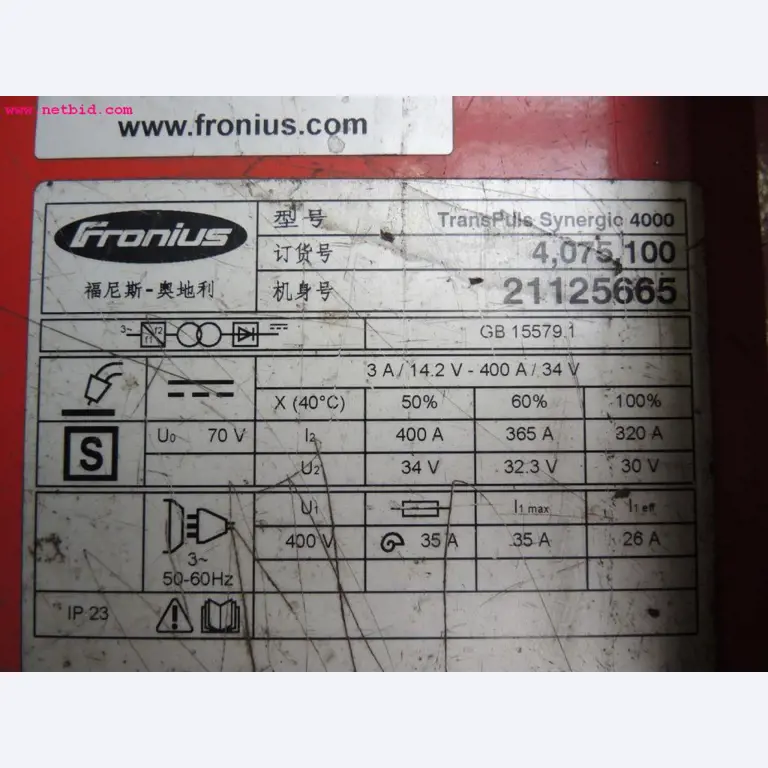 www.netbid.com
www.fronius.com
Fronius
福尼斯-奥地利
型号 TransPuls Synergic 4000
订货号 4,075,100
机身号 21125665
3~ f1 f2 GB 15579.1
3 A / 14.2 V - 400 A / 34 V
X (40°C) 50% 60% 100%
S U0 70 V I2 400 A 365 A 320 A
U2 34 V 32.3 V 30 V
U1 I1 max I1 eff
400 V 35 A 35 A 26 A
3~
50-60Hz
IP 23